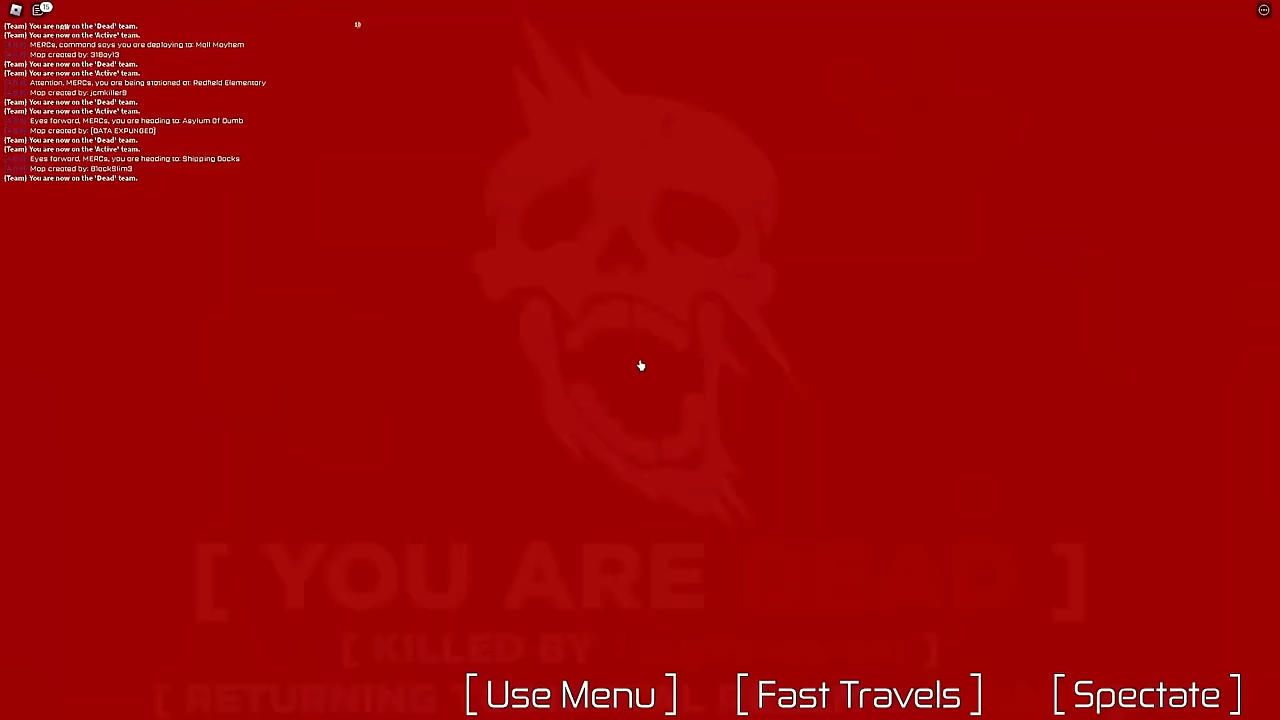 15
{Team} You are now on the 'Dead' team.
{Team} You are now on the 'Active' team.
MERCs, command says you are deploying to: Mall Mayhem
Map created by: 318ay13
{Team} You are now on the 'Dead' team.
{Team} You are now on the 'Active' team.
Attention, MERCs, you are being stationed at: Redfield Elementary
Map created by: jcmkiller9
{Team} You are now on the 'Dead' team.
{Team} You are now on the 'Active' team.
Eyes forward, MERCs, you are heading to: Asylum Of Dumb
Map created by: [DATA EXPUNGED]
{Team} You are now on the 'Dead' team.
{Team} You are now on the 'Active' team.
Eyes forward, MERCs, you are heading to: Shipping Docks
Map created by: BlackSlim3
{Team} You are now on the 'Dead' team.
[ YOU ARE DEAD ]
[ KILLED BY : ]
[ RETURNING
[ Use Menu ] [ Fast Travels ] [ Spectate ]